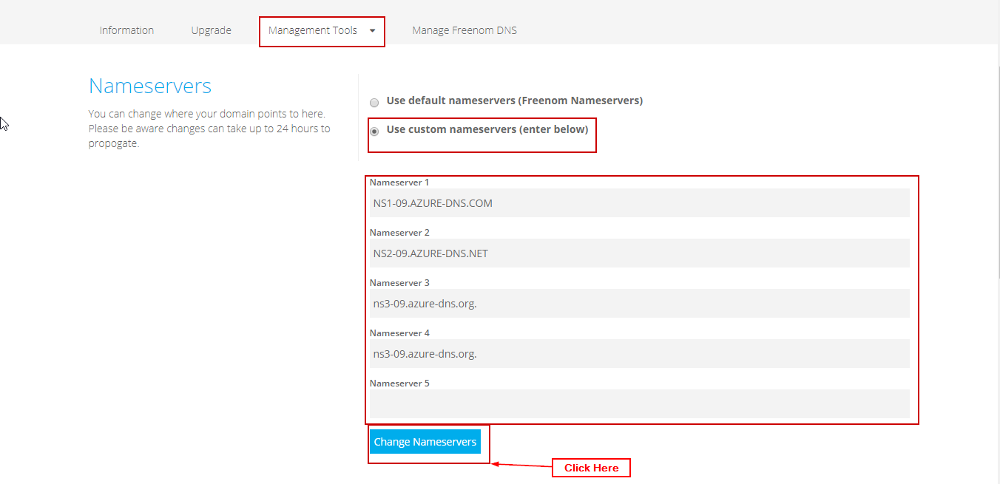 Information
Upgrade
Management Tools
Manage Freenom DNS
Nameservers
You can change where your domain points to here.
Please be aware changes can take up to 24 hours to
propogate.
Use default nameservers (Freenom Nameservers)
Use custom nameservers (enter below)
Nameserver 1
NS1-09.AZURE-DNS.COM
Nameserver 2
NS2-09.AZURE-DNS.NET
Nameserver 3
ns3-09.azure-dns.org.
Nameserver 4
ns3-09.azure-dns.org.
Nameserver 5
Change Nameservers
Click Here